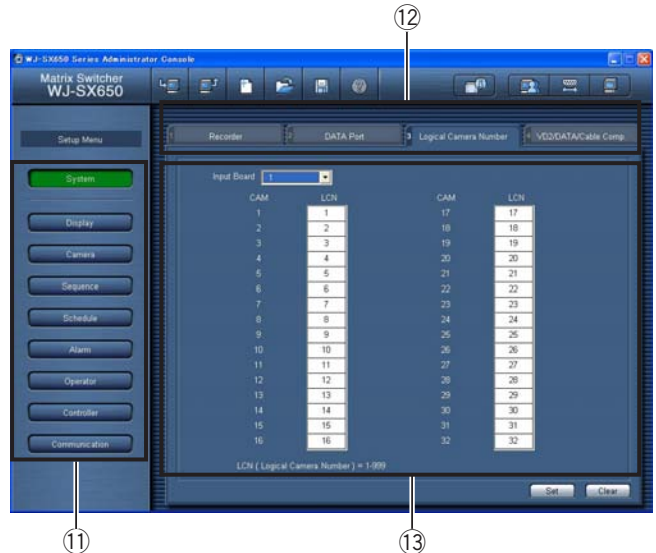 ⑫
WJ-SX650 Series Administrator Console
Matrix Switcher
WJ-SX650
Setup Menu
1 Recorder 2 DATA Port 3 Logical Camera Number 4 VD2/DATA/Cable Comp.
System
Display
Camera
Sequence
Schedule
Alarm
Operator
Controller
Communication
Input Board 1
CAM LCN CAM LCN
1 1 17 17
2 2 18 18
3 3 19 19
4 4 20 20
5 5 21 21
6 6 22 22
7 7 23 23
8 8 24 24
9 9 25 25
10 10 26 26
11 11 27 27
12 12 28 28
13 13 29 29
14 14 30 30
15 15 31 31
16 16 32 32
LCN ( Logical Camera Number ) = 1-999
Set Clear
⑪ ⑬